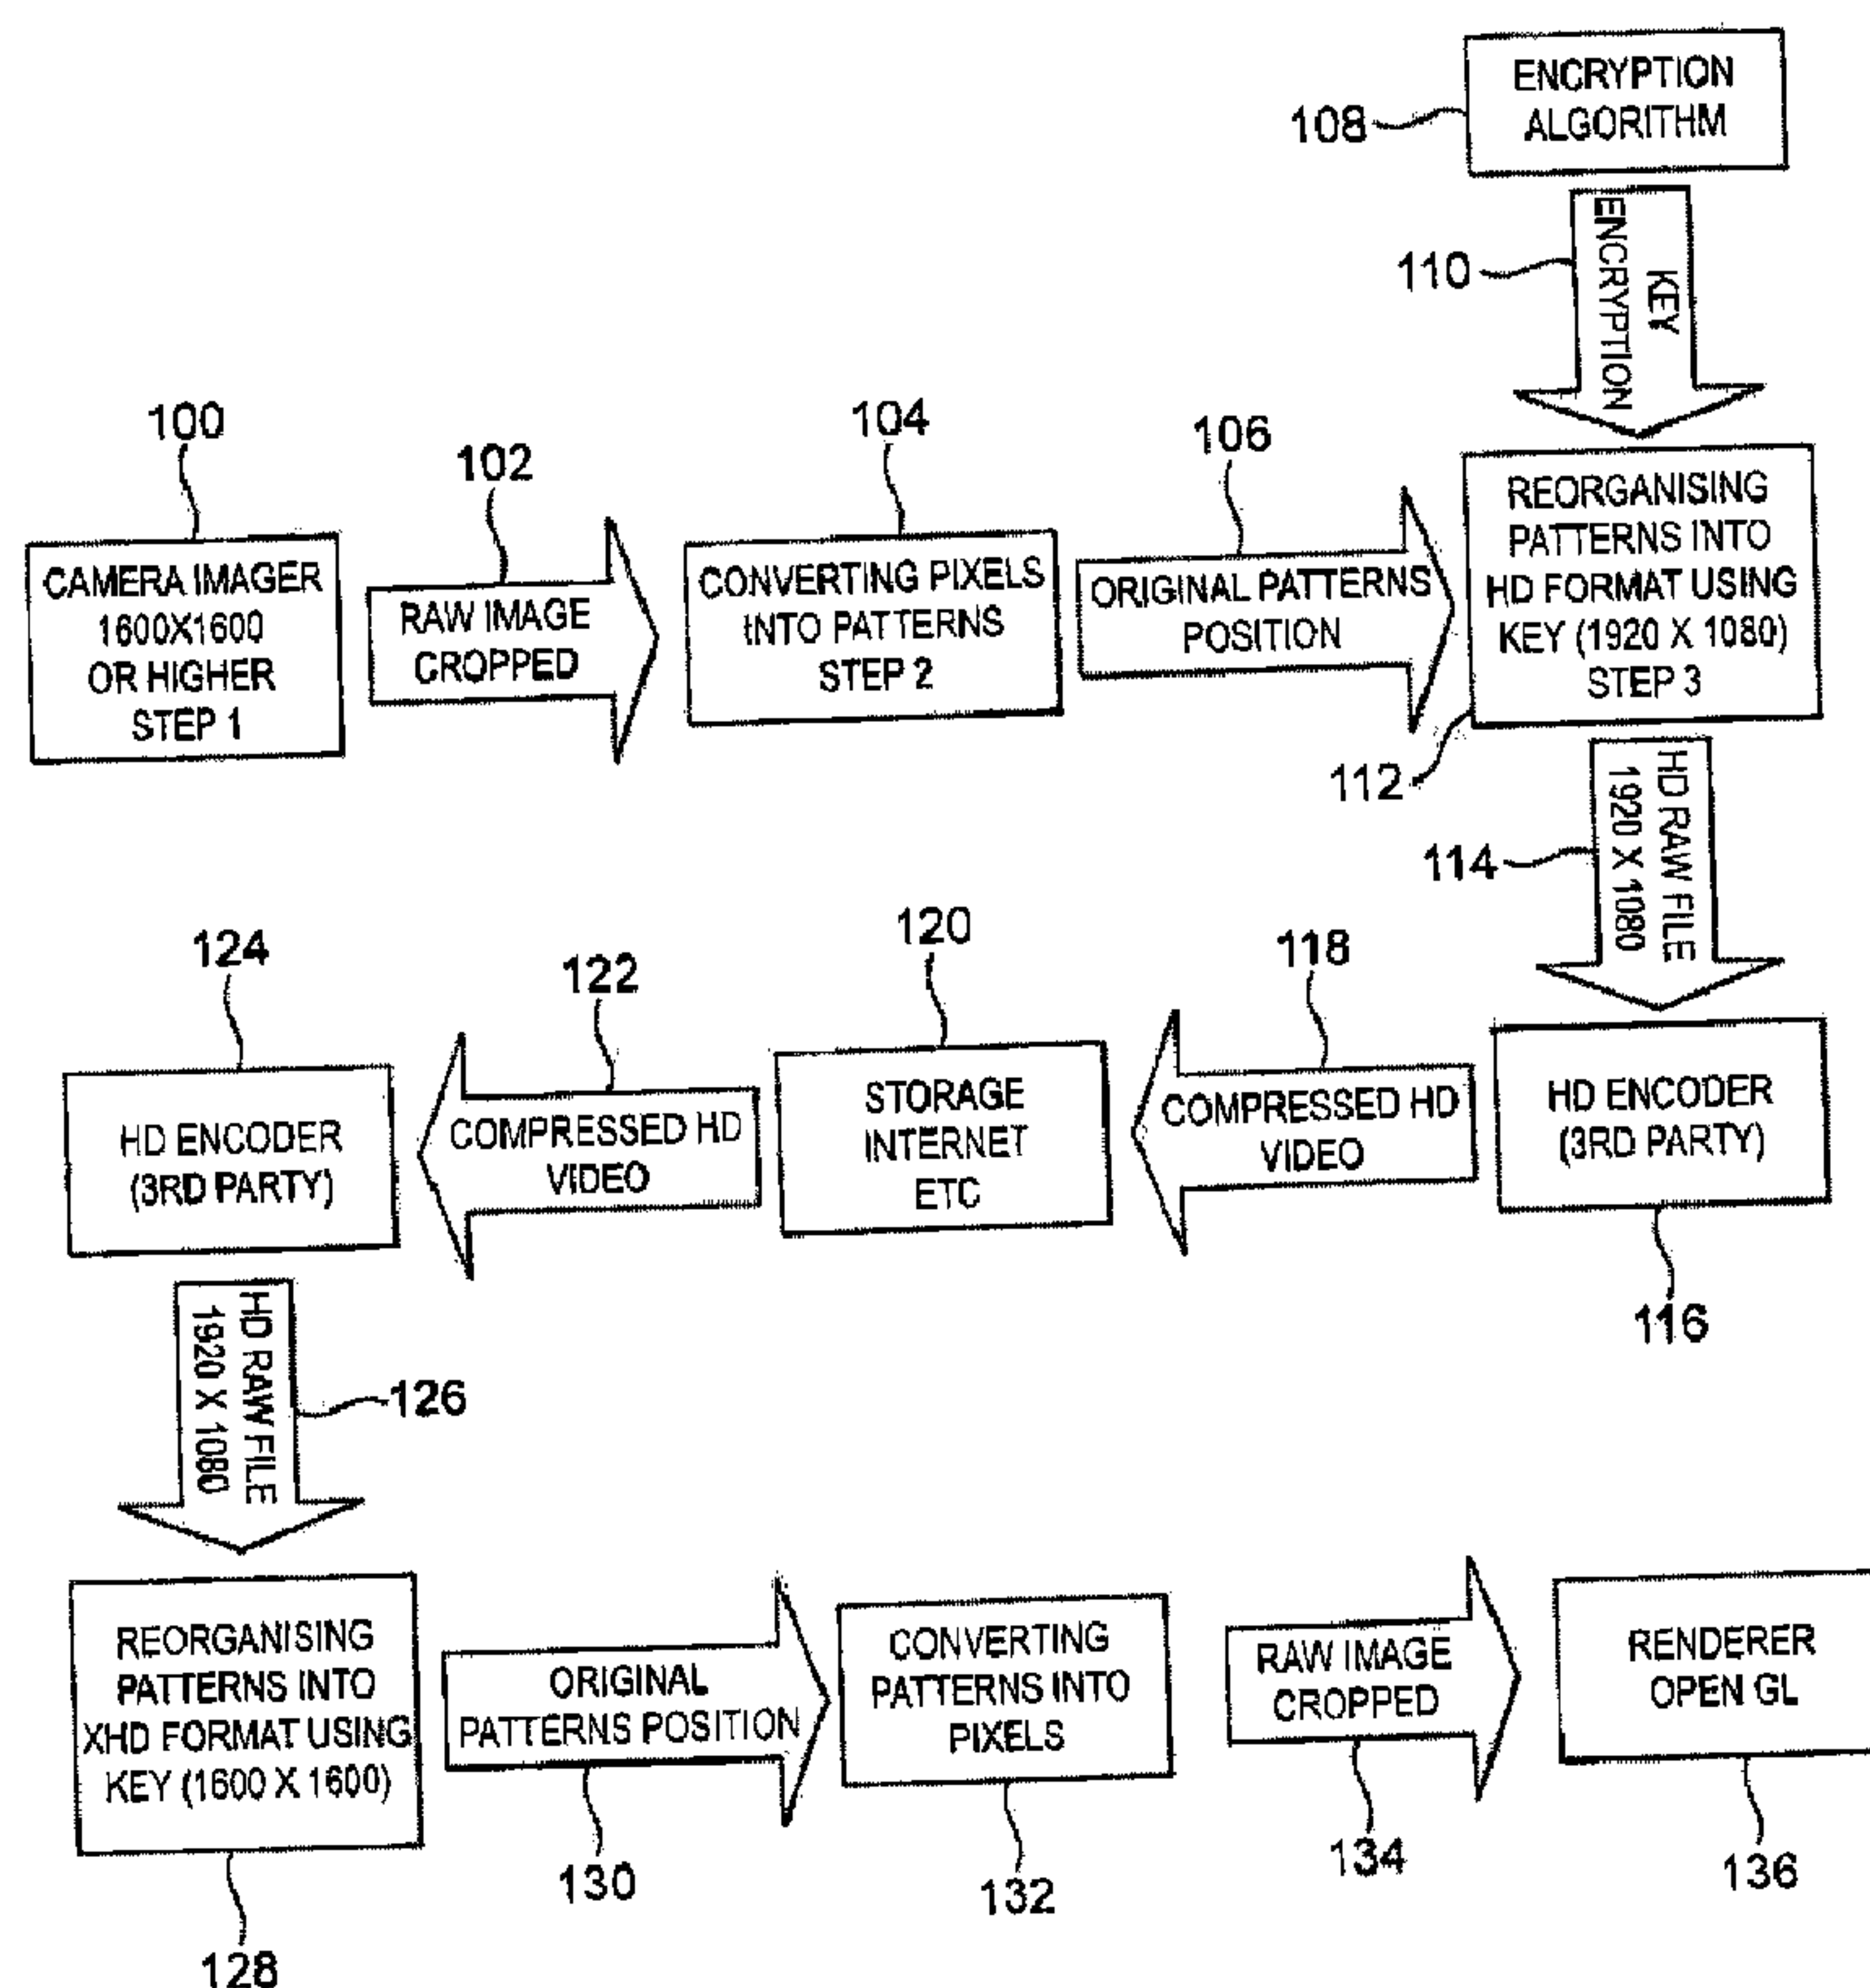 ENCRYPTION
ALGORITHM
108
ENCRYPTION
KEY
110
100
102
104
106
CAMERA IMAGER
1600X1600
OR HIGHER
STEP 1
RAW IMAGE
CROPPED
CONVERTING PIXELS
INTO PATTERNS
STEP 2
ORIGINAL PATTERNS
POSITION
REORGANISING
PATTERNS INTO
HD FORMAT USING
KEY (1920 X 1080)
STEP 3
112
HD RAW FILE
1920 X 1080
114
124
122
120
118
HD ENCODER
(3RD PARTY)
COMPRESSED HD
VIDEO
STORAGE
INTERNET
ETC
COMPRESSED HD
VIDEO
HD ENCODER
(3RD PARTY)
116
HD RAW FILE
1920 X 1080
126
REORGANISING
PATTERNS INTO
XHD FORMAT USING
KEY (1600 X 1600)
ORIGINAL
PATTERNS POSITION
CONVERTING
PATTERNS INTO
PIXELS
RAW IMAGE
CROPPED
RENDERER
OPEN GL
128
130
132
134
136